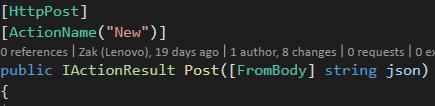 [HttpPost]
[ActionName("New")]
0 references | Zak (Lenovo), 19 days ago | 1 author, 8 changes | 0 requests | 0
public IActionResult Post([FromBody] string json)
{